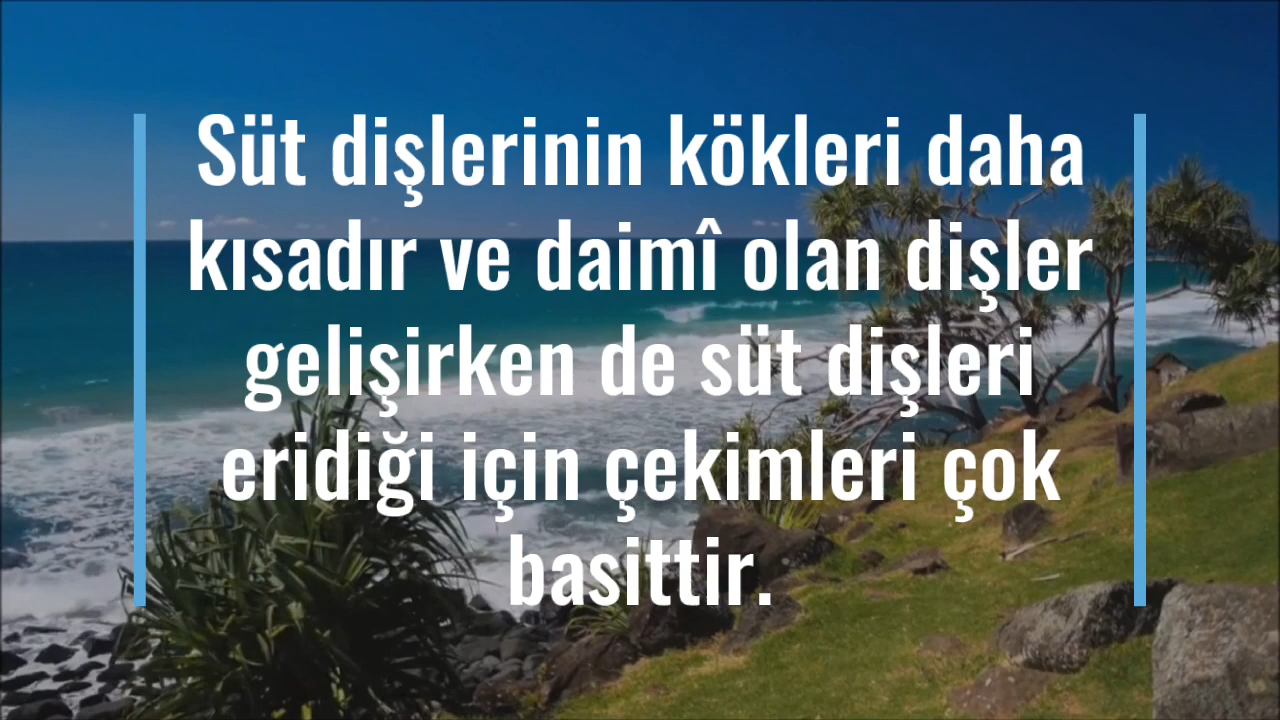 Süt dişlerinin kökleri daha
kısadır ve daimî olan dişler
gelişirken de süt dişleri
eridiği için çekimleri çok
basittir.